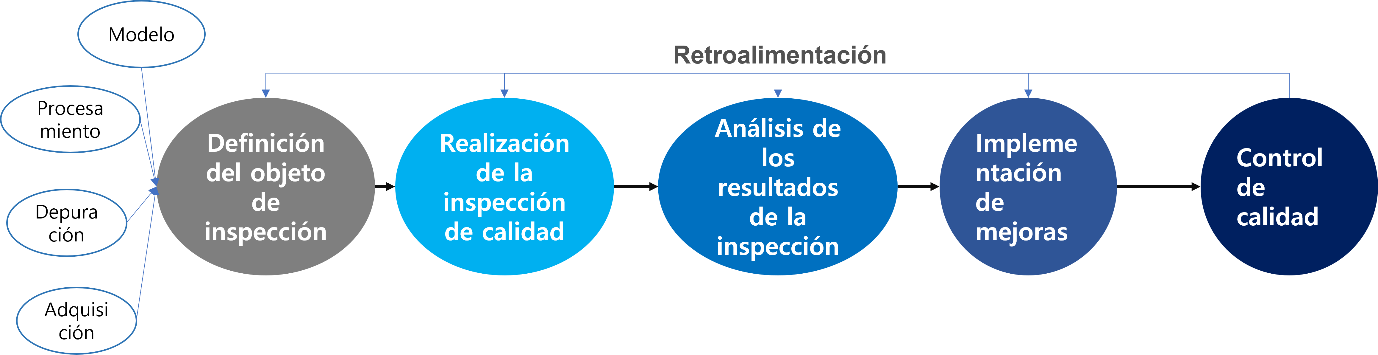 Modelo
Procesa
miento
Depura
ción
Adquisi
ción
Retroalimentación
Definición
del objeto
de
inspección
Realización
de la
inspección
de calidad
Análisis de
los
resultados
de la
inspección
Impleme
ntación
de
mejoras
Control
de
calidad